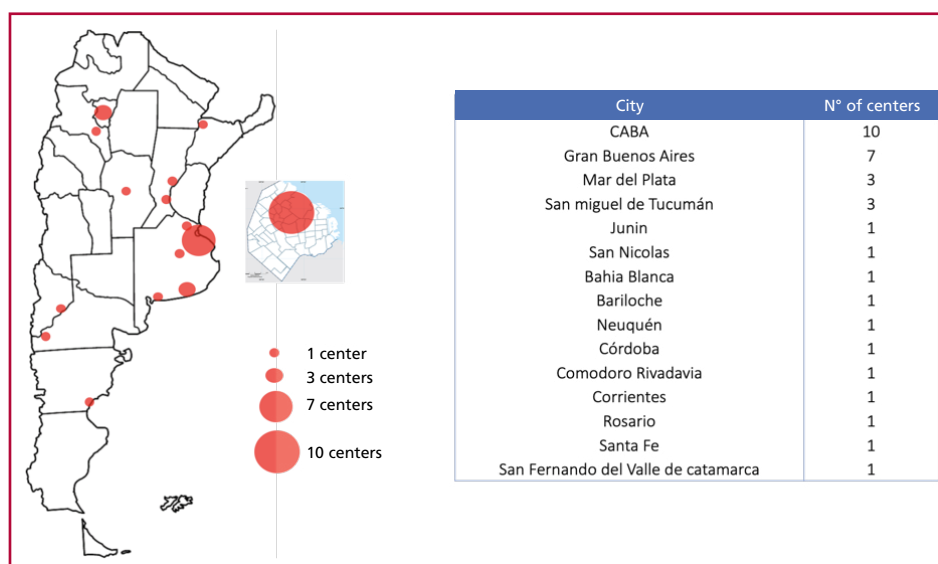 City N° of centers
CABA 10
Gran Buenos Aires 7
Mar del Plata 3
San miguel de Tucumán 3
Junin 1
San Nicolas 1
Bahia Blanca 1
Bariloche 1
Neuquén 1
Córdoba 1
Comodoro Rivadavia 1
Corrientes 1
Rosario 1
Santa Fe 1
San Fernando del Valle de catamarca 1
1 center
3 centers
7 centers
10 centers